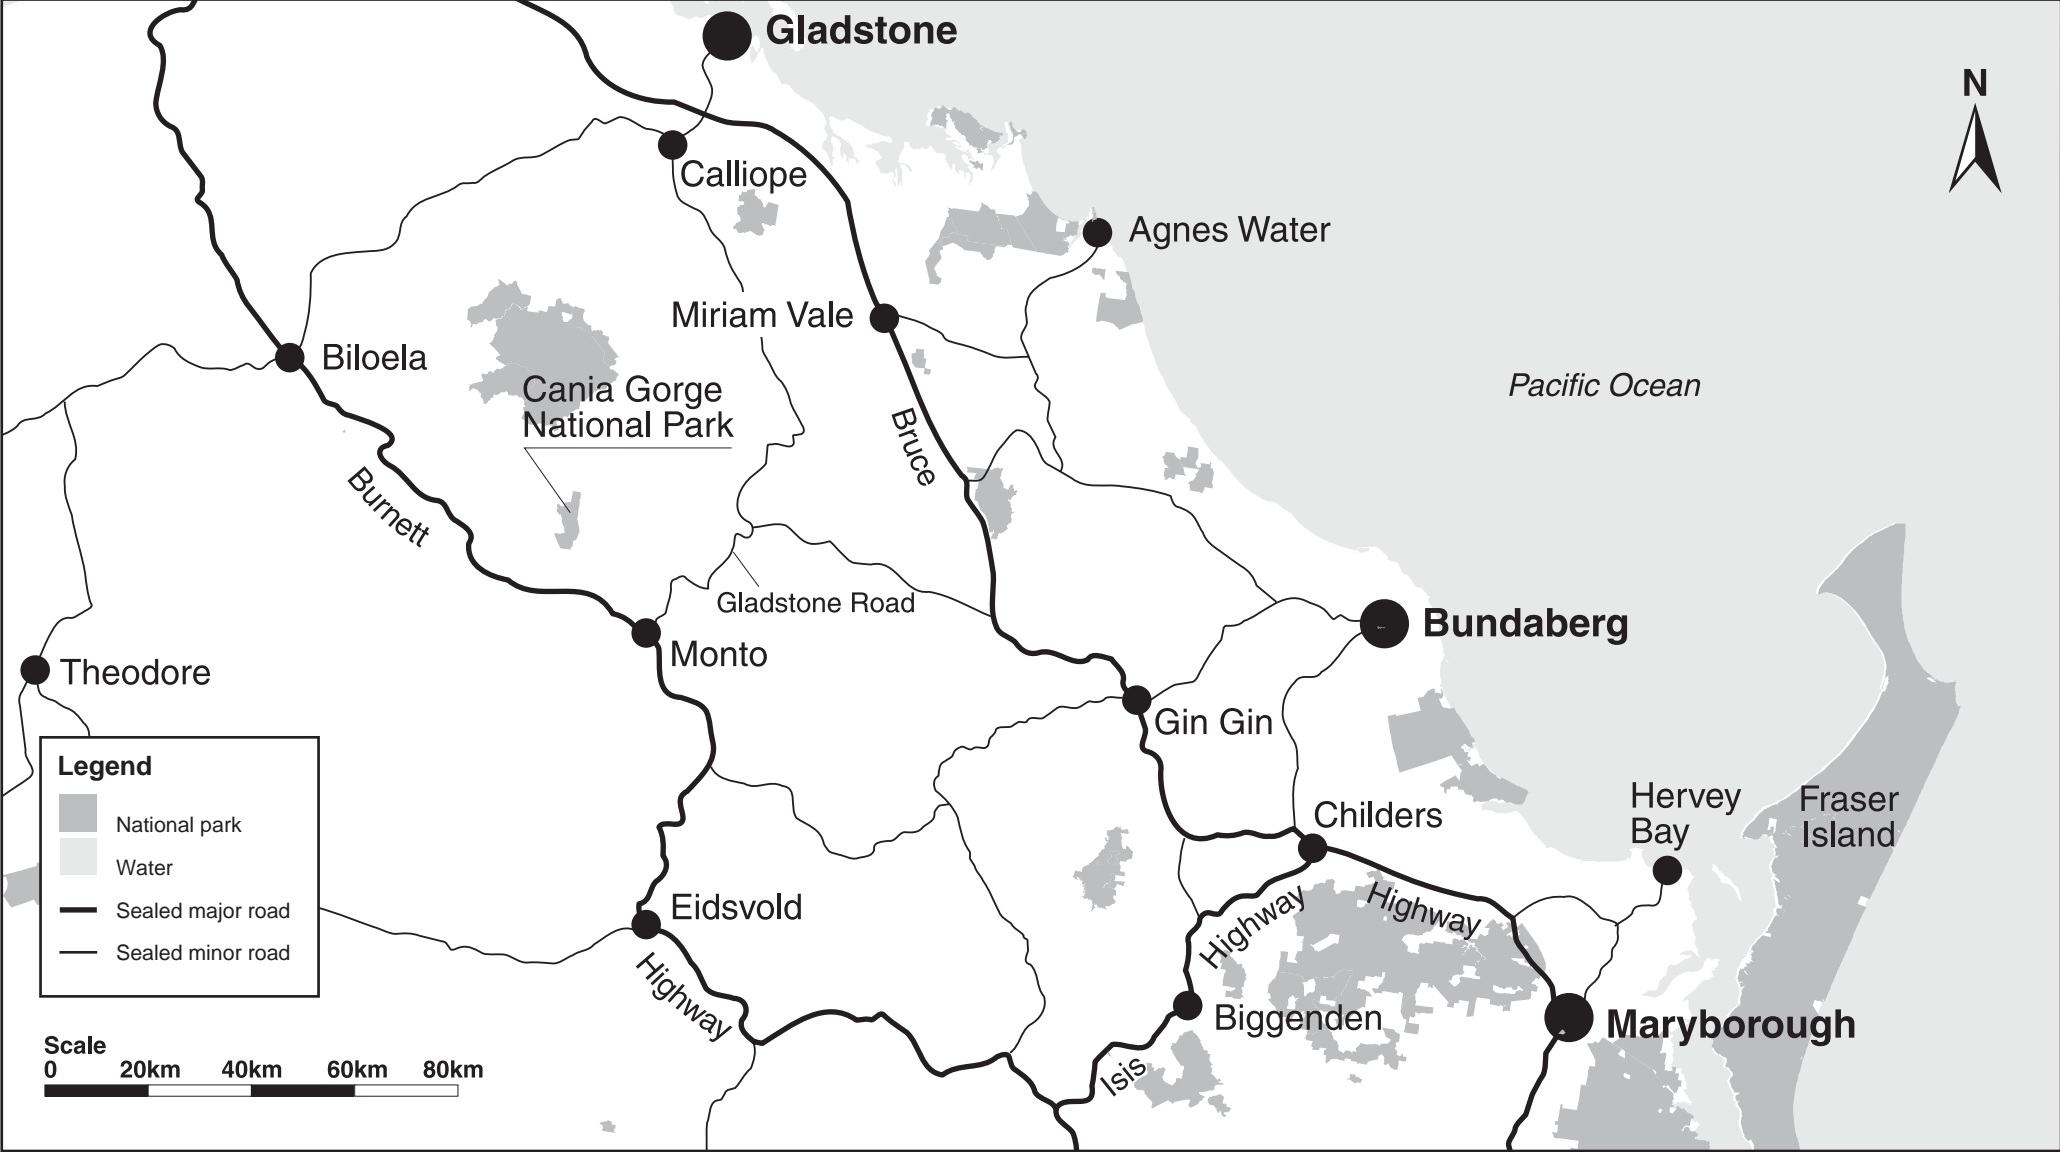 Gladstone
N
Calliope
Agnes Water
Miriam Vale
Biloela
Cania Gorge
National Park
Pacific Ocean
Bruce
Burnett
Gladstone Road
Bundaberg
Monto
Theodore
Gin Gin
Legend
National park
Water
Sealed major road
Sealed minor road
Hervey
Bay
Fraser
Island
Childers
Eidsvold
Highway
Highway
Highway
Biggenden
Maryborough
Isis
Scale
0 20km 40km 60km 80km